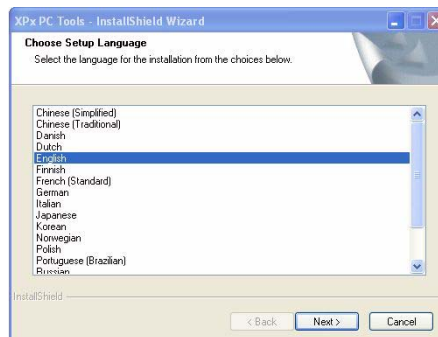 XPx PC Tools - InstallShield Wizard
Choose Setup Language
Select the language for the installation from the choices below.
Chinese (Simplified)
Chinese (Traditional)
Danish
Dutch
English
Finnish
French (Standard)
German
Italian
Japanese
Korean
Norwegian
Polish
Portuguese (Brazilian)
Russian
InstallShield
< Back Next > Cancel